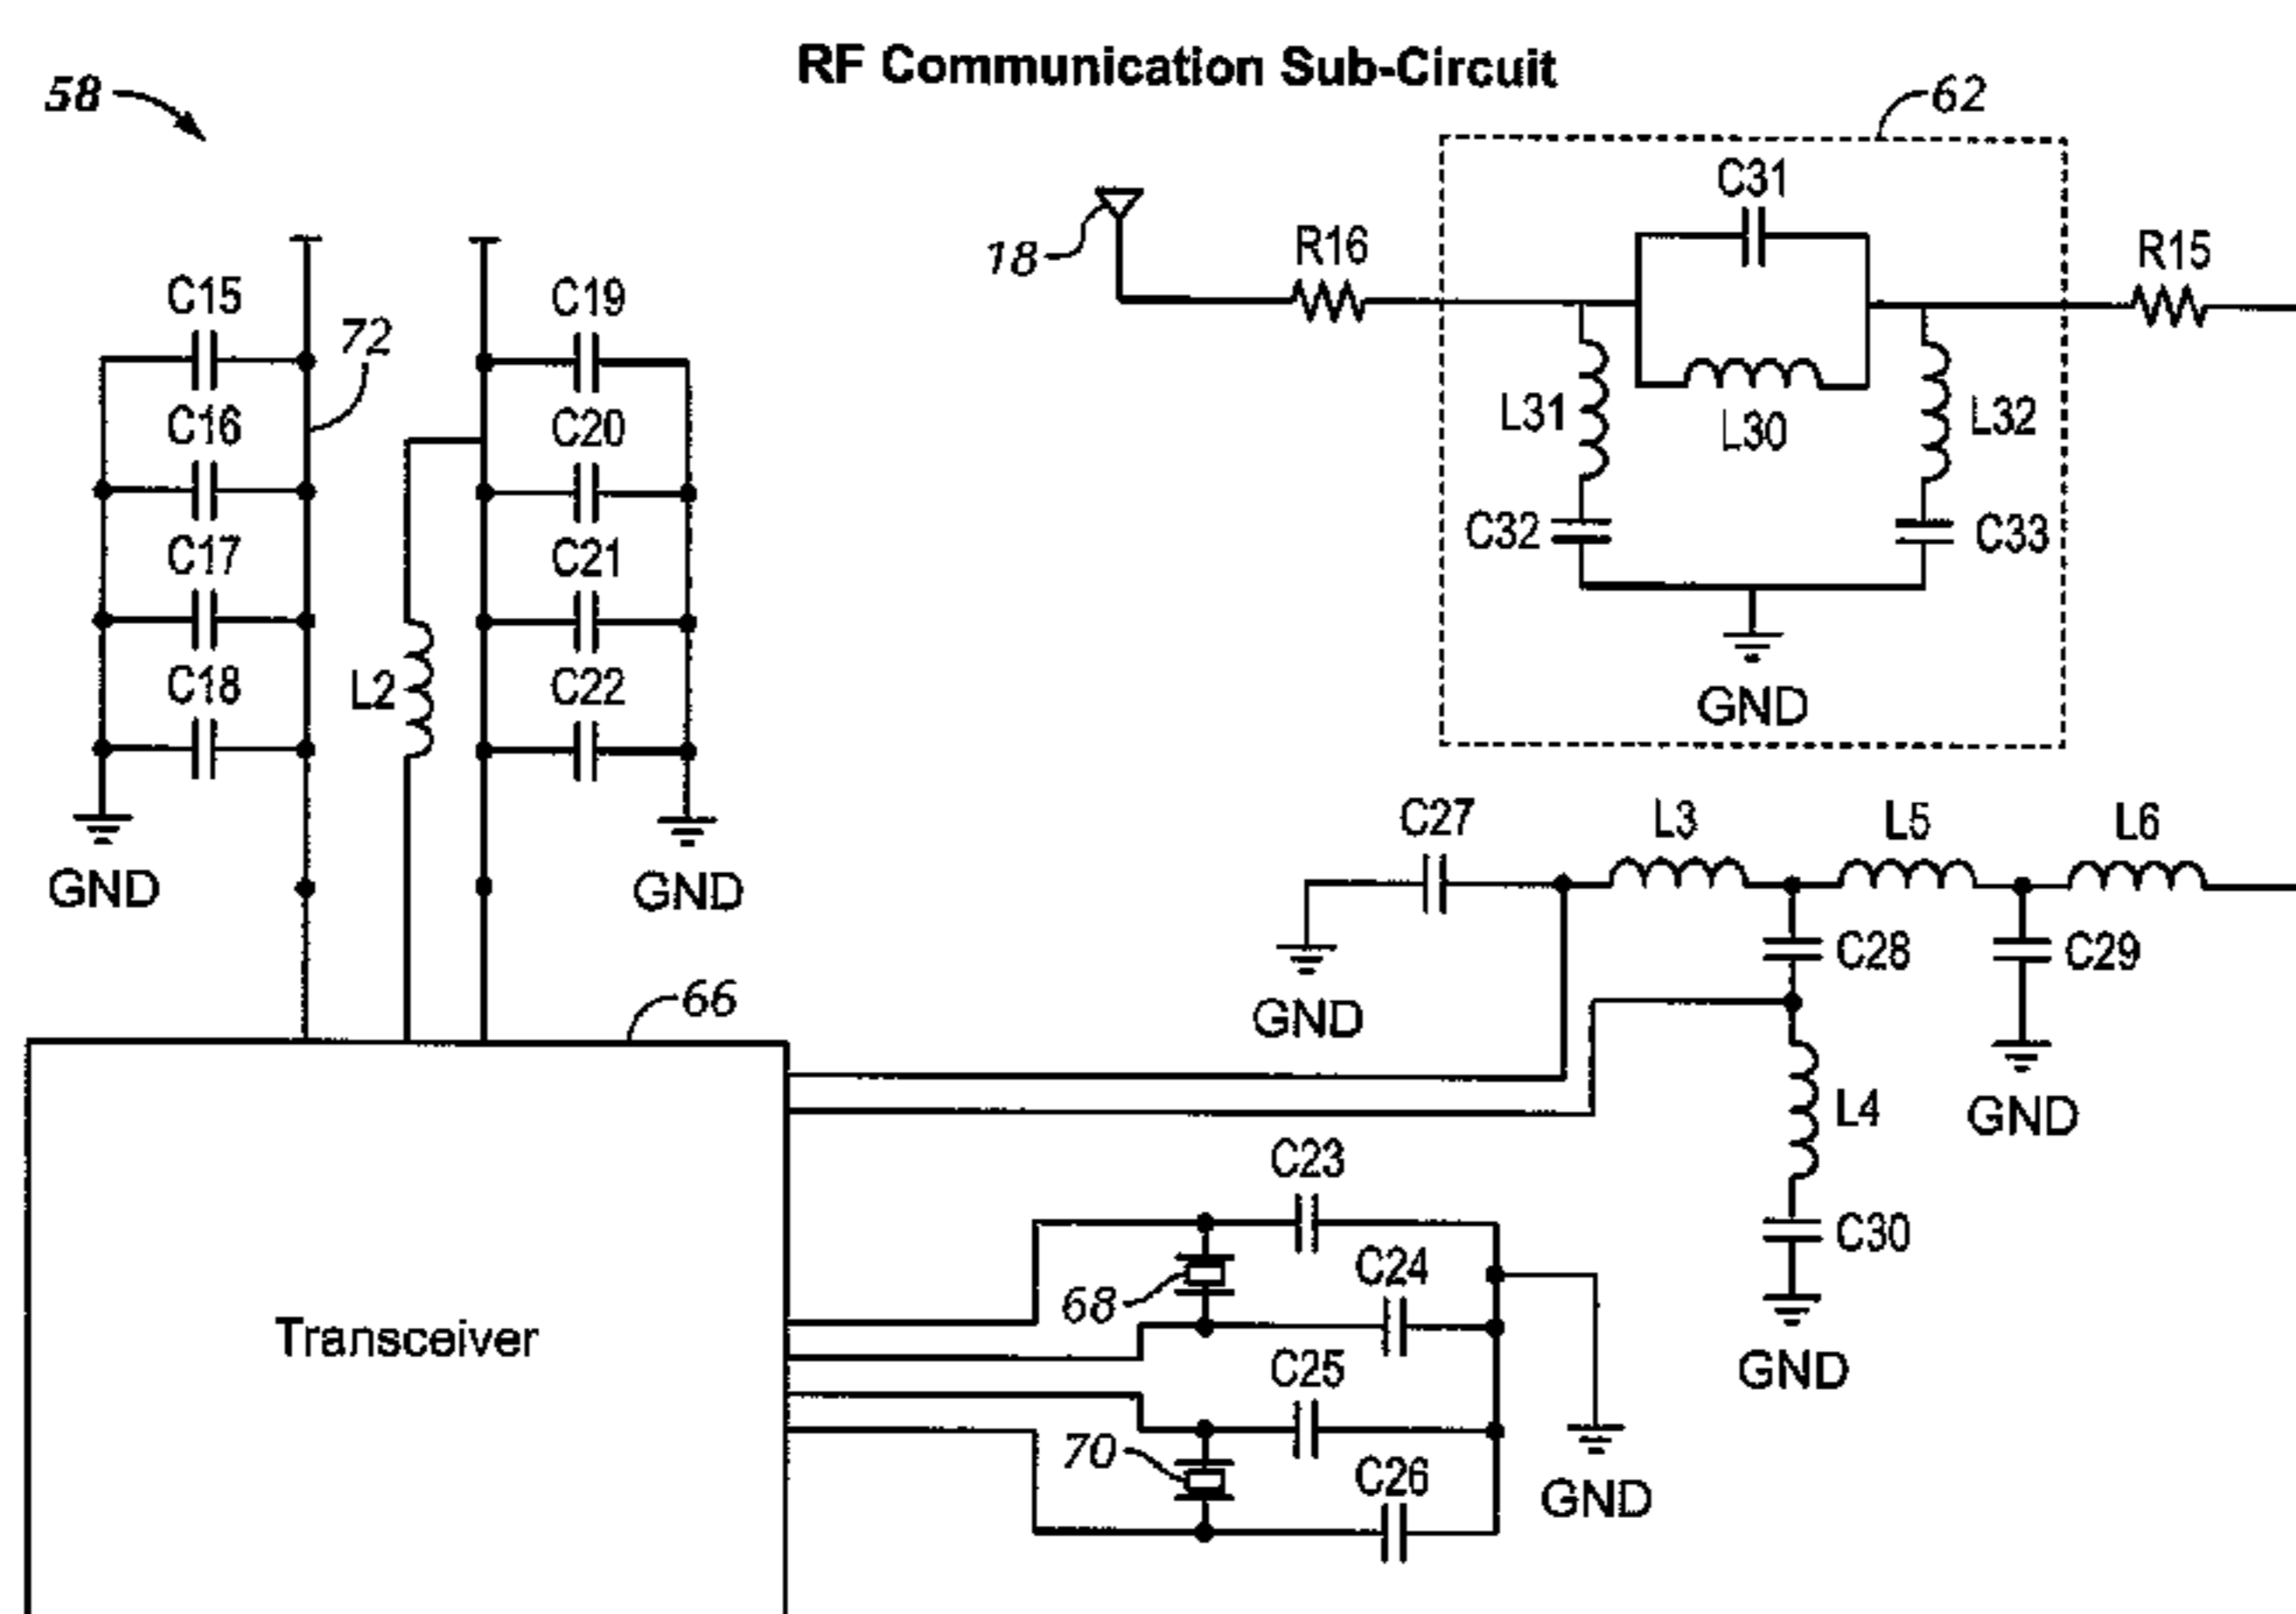 RF Communication Sub-Circuit
58
62
18
R16
C31
R15
L31
L30
L32
C32
C33
GND
C15
72
C19
C16
C20
C17
C21
C18
L2
C22
GND
GND
C27
L3
L5
L6
C28
C29
GND
66
L4
GND
C23
C30
68
C24
GND
Transceiver
C25
70
C26
GND